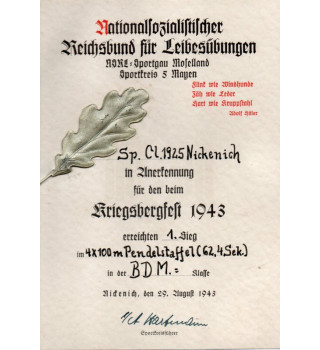 Nationalsozialistischer
Reichsbund für Leibesübungen
NSRL-Sportgau Moselland
Sportkreis 5 Mayen
Flink wie Windhunde
Zäh wie Leder
Hart wie Kruppstahl
Adolf Hitler
Sp. Cl. 1925 Nickenich
in Anerkennung
für den beim
Kriegsbergfest 1943
erreichten 1. Sieg
im 4x100m Pendelstaffel (62,4 Sek.)
in der B D M. = Klasse
Nickenich, den 29. August 1943
Sportkreisführer